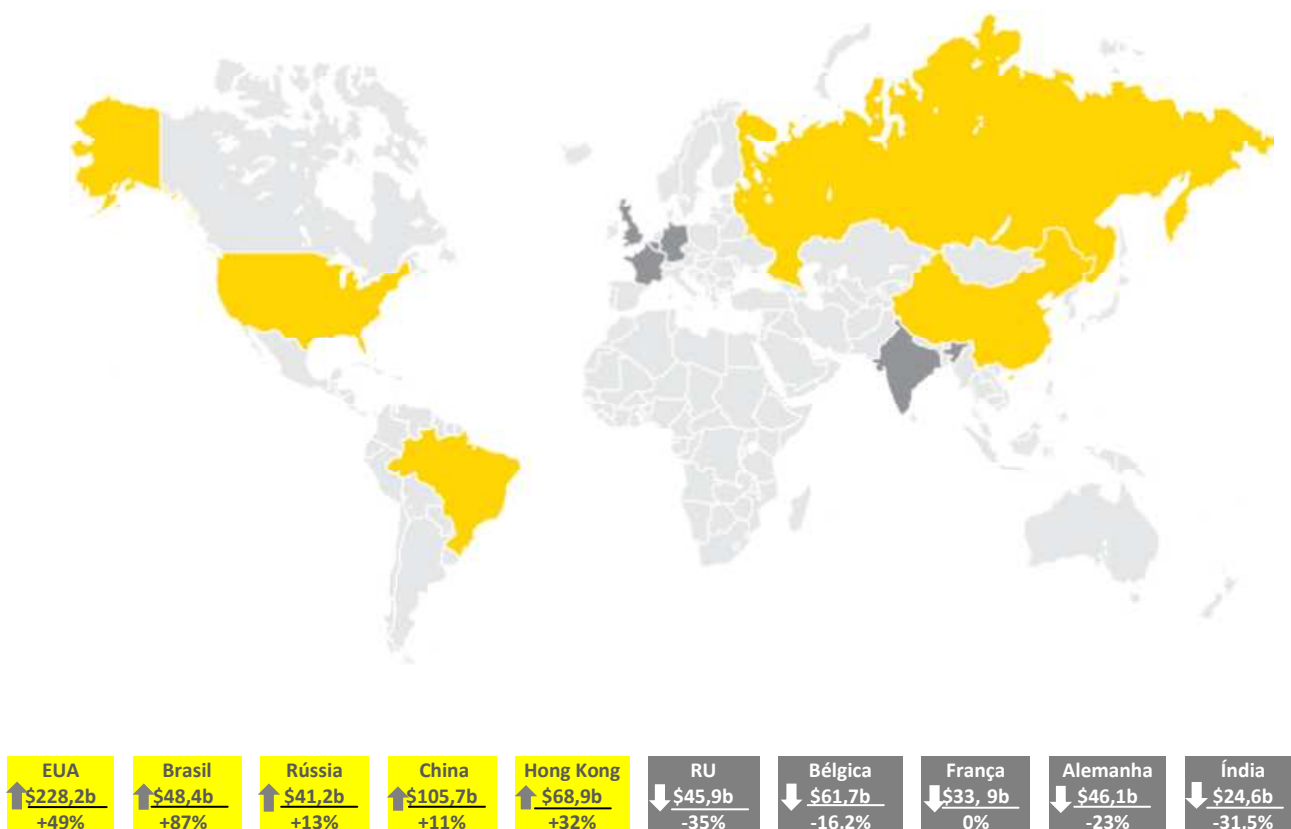 EUA
$228,2b
+49%
Brasil
$48,4b
+87%
Rússia
$41,2b
+13%
China
$105,7b
+11%
Hong Kong
$68,9b
+32%
RU
$45,9b
-35%
Bélgica
$61,7b
-16,2%
França
$33, 9b
0%
Alemanha
$46,1b
-23%
Índia
$24,6b
-31,5%